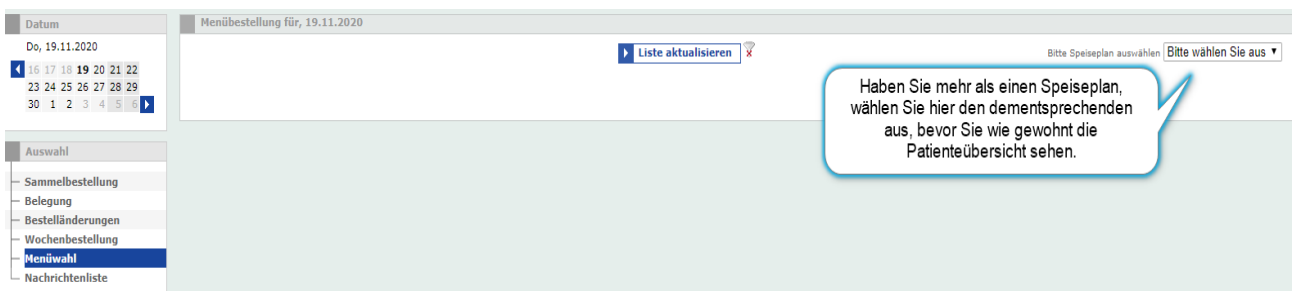 Datum
Do, 19.11.2020
16 17 18 19 20 21 22
23 24 25 26 27 28 29
30 1 2 3 4 5 6
Auswahl
Sammelbestellung
Belegung
Bestelländerungen
Wochenbestellung
Menüwahl
Nachrichtenliste
Menübestellung für, 19.11.2020
Liste aktualisieren
Bitte Speiseplan auswählen Bitte wählen Sie aus
Haben Sie mehr als einen Speiseplan,
wählen Sie hier den dementsprechenden
aus, bevor Sie wie gewohnt die
Patienteübersicht sehen.